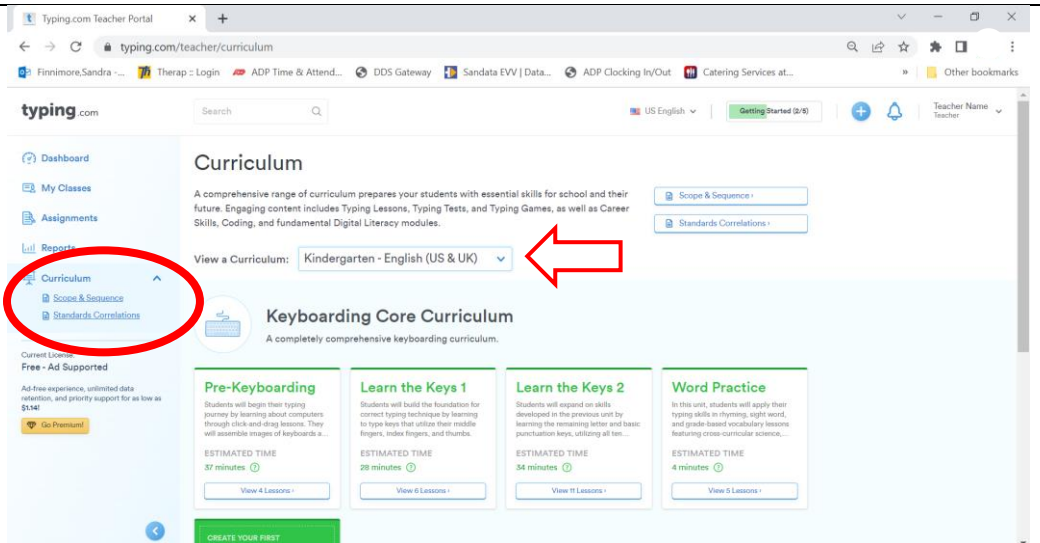 Typing.com Teacher Portal
typing.com/teacher/curriculum
Finnimore,Sandra -... Therap :: Login ADP Time & Attend... DDS Gateway Sandata EVV | Data... ADP Clocking In/Out Catering Services at... » Other bookmarks
typing.com Search US English Getting Started (2/5) Teacher Name
Teacher
Dashboard
My Classes
Assignments
Reports
Curriculum
Scope & Sequence
Standards Correlations
Current License:
Free - Ad Supported
Ad-free experience, unlimited data
retention, and priority support for as low as
$1.14!
Go Premium!
Curriculum
A comprehensive range of curriculum prepares your students with essential skills for school and their
future. Engaging content includes Typing Lessons, Typing Tests, and Typing Games, as well as Career
Skills, Coding, and fundamental Digital Literacy modules.
Scope & Sequence ›
Standards Correlations ›
View a Curriculum: Kindergarten - English (US & UK)
Keyboarding Core Curriculum
A completely comprehensive keyboarding curriculum.
Pre-Keyboarding
Students will begin their typing
journey by learning about computers
through click-and-drag lessons. They
will assemble images of keyboards a...
ESTIMATED TIME
37 minutes ?
View 4 Lessons ›
Learn the Keys 1
Students will build the foundation for
correct typing technique by learning
to type keys that utilize their middle
fingers, index fingers, and thumbs.
ESTIMATED TIME
28 minutes ?
View 6 Lessons ›
Learn the Keys 2
Students will expand on skills
developed in the previous unit by
learning the remaining letter and basic
punctuation keys, utilizing all ten...
ESTIMATED TIME
34 minutes ?
View 11 Lessons ›
Word Practice
In this unit, students will apply their
typing skills in rhyming, sight word,
and grade-based vocabulary lessons
featuring cross-curricular science,...
ESTIMATED TIME
4 minutes ?
View 5 Lessons ›
CREATE YOUR FIRST